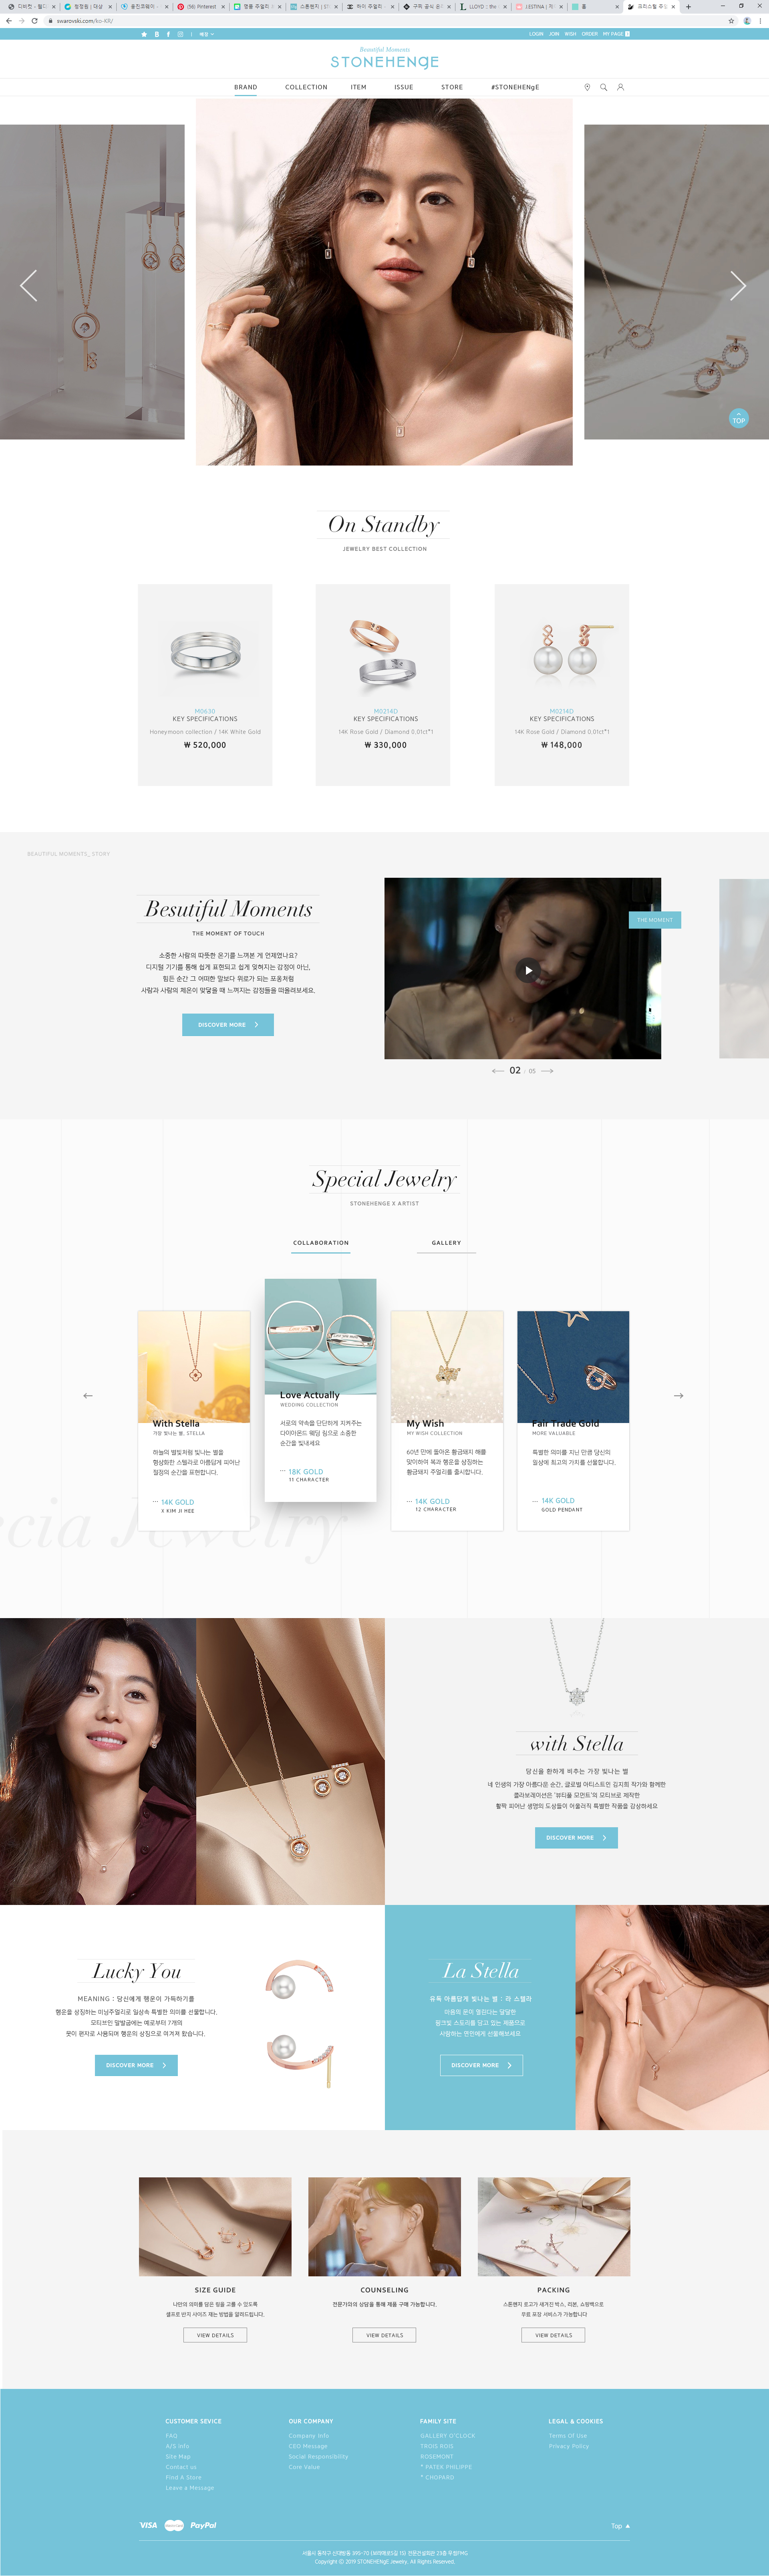 (56) Pinterest
swarovski.com/ko-KR/
매장
LOGIN JOIN WISH ORDER MY PAGE
Beautiful Moments
STONEHENgE
BRAND COLLECTION ITEM ISSUE STORE #STONEHENgE
TOP
On Standby
JEWELRY BEST COLLECTION
M0630
KEY SPECIFICATIONS
Honeymoon collection / 14K White Gold
₩ 520,000
M0214D
KEY SPECIFICATIONS
14K Rose Gold / Diamond 0.01ct*1
₩ 330,000
M0214D
KEY SPECIFICATIONS
14K Rose Gold / Diamond 0.01ct*1
₩ 148,000
BEAUTIFUL MOMENTS_ STORY
Besutiful Moments
THE MOMENT OF TOUCH
소중한 사람의 따뜻한 온기를 느껴본 게 언제였나요?
디지털 기기를 통해 쉽게 표현되고 쉽게 잊혀지는 감정이 아닌,
힘든 순간 그 어떠한 말보다 위로가 되는 포옹처럼
사람과 사람의 체온이 맞닿을 때 느껴지는 감정들을 떠올려보세요.
DISCOVER MORE
THE MOMENT
02 / 05
Special Jewelry
STONEHENGE X ARTIST
COLLABORATION
GALLERY
With Stella
가장 빛나는 별, STELLA
하늘의 별빛처럼 빛나는 별을
형상화한 스텔라로 아름답게 피어난
절정의 순간을 표현합니다.
14K GOLD
X KIM JI HEE
Love Actually
WEDDING COLLECTION
서로의 약속을 단단하게 지켜주는
다이아몬드 웨딩 링으로 소중한
순간을 빛내세요
18K GOLD
11 CHARACTER
My Wish
MY WISH COLLECTION
60년 만에 돌아온 황금돼지 해를
맞이하여 복과 행운을 상징하는
황금돼지 주얼리를 출시합니다.
14K GOLD
12 CHARACTER
Fair Trade Gold
MORE VALUABLE
특별한 의미를 지닌 만큼 당신의
일상에 최고의 가치를 선물합니다.
14K GOLD
GOLD PENDANT
cia Jewelry
with Stella
당신을 환하게 비추는 가장 빛나는 별
네 인생의 가장 아름다운 순간, 글로벌 아티스트인 김지희 작가와 함께한
콜라보레이션은 '뷰티풀 모먼트'의 모티브로 제작한
활짝 피어난 생명의 도상들이 어울러직 특별한 작품을 감상하세요
DISCOVER MORE
Lucky You
MEANING : 당신에게 행운이 가득하기를
행운을 상징하는 미닝주얼리로 일상속 특별한 의미를 선물합니다.
모티브인 말발굽에는 예로부터 7개의
못이 편자로 사용되며 행운의 상징으로 여겨져 왔습니다.
DISCOVER MORE
La Stella
유독 아름답게 빛나는 별 : 라 스텔라
마음의 문이 열린다는 달달한
핑크빛 스토리를 담고 있는 제품으로
사랑하는 연인에게 선물해보세요
DISCOVER MORE
SIZE GUIDE
나만의 의미를 담은 링을 고를 수 있도록
셀프로 반지 사이즈 재는 방법을 알려드립니다.
VIEW DETAILS
COUNSELING
전문가와의 상담을 통해 제품 구매 가능합니다.
VIEW DETAILS
PACKING
스톤헨지 로고가 새겨진 박스, 리본, 쇼핑백으로
무료 포장 서비스가 가능합니다
VIEW DETAILS
CUSTOMER SEVICE
FAQ
A/S Info
Site Map
Contact us
Find A Store
Leave a Message
OUR COMPANY
Company Info
CEO Message
Social Responsibility
Core Value
FAMILY SITE
GALLERY O'CLOCK
TROIS ROIS
ROSEMONT
* PATEK PHILIPPE
* CHOPARD
LEGAL & COOKIES
Terms Of Use
Privacy Policy
VISA PayPal
Top
Copyright ⓒ 2019 STONEHENgE Jewelry. All Rights Reserved.